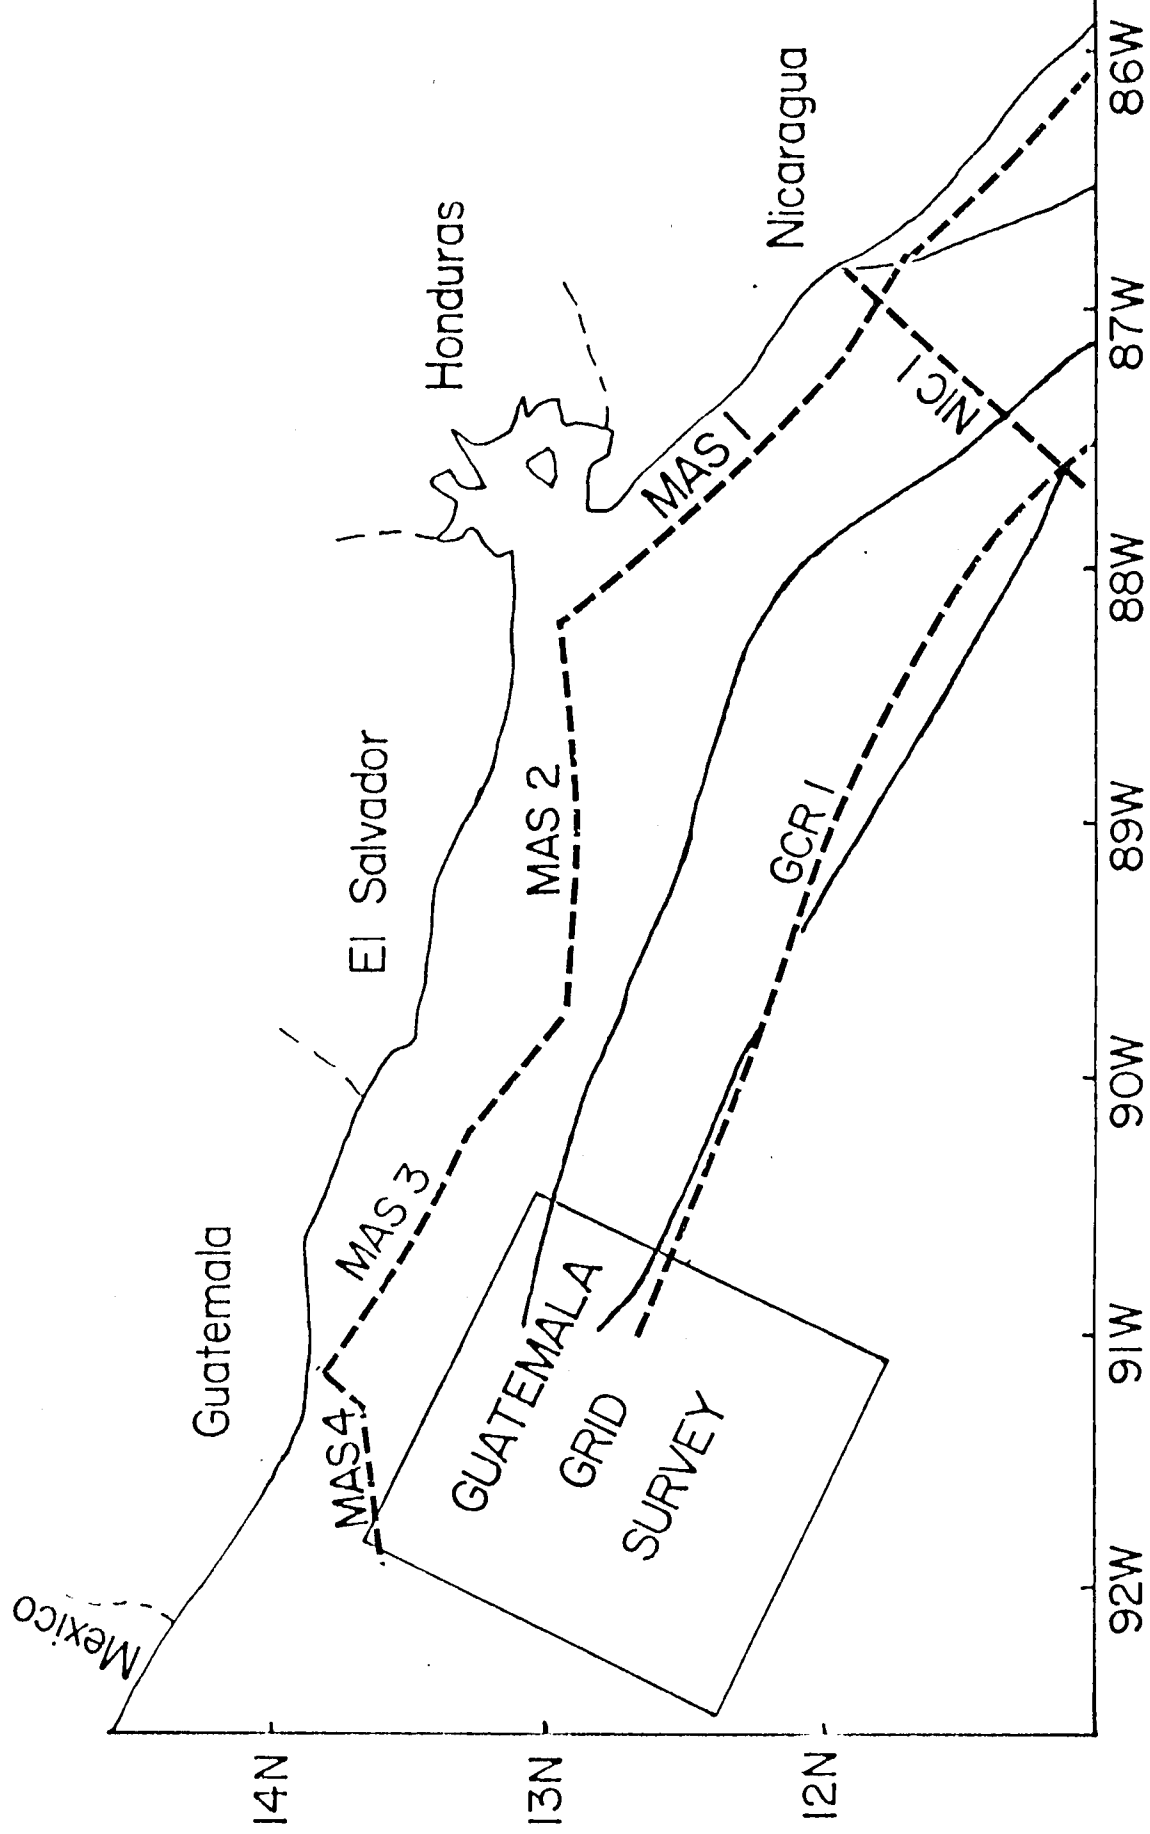 Mexico
Guatemala
El Salvador
Honduras
Nicaragua
MAS 4
MAS 3
MAS 2
MAS 1
NIC 1
GCR 1
GUATEMALA
GRID
SURVEY
14N
13N
12N
92W
91W
90W
89W
88W
87W
86W